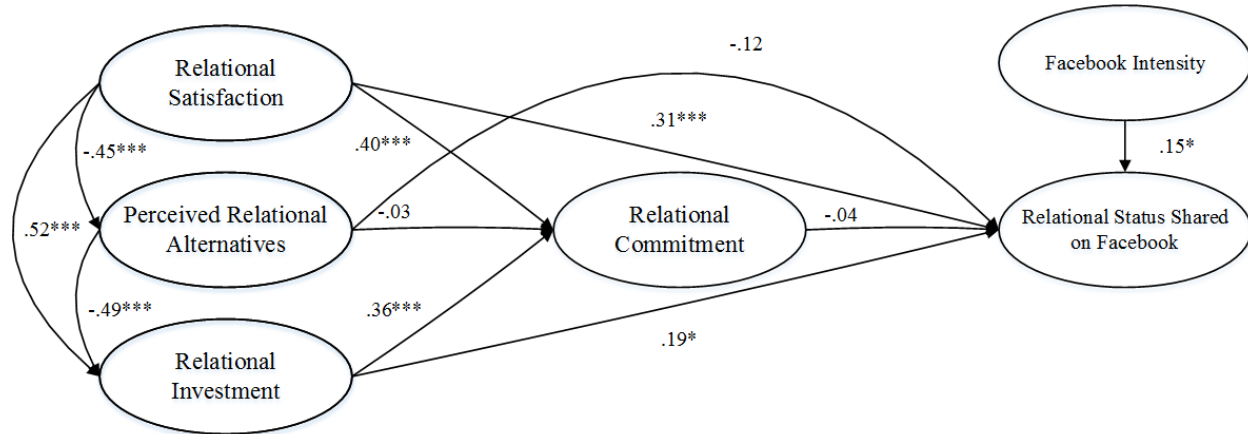 -.12
Relational
Satisfaction
Facebook Intensity
.31***
.40***
.15*
-.45***
Perceived Relational
Alternatives
-.03
Relational
Commitment
-.04
Relational Status Shared
on Facebook
.52***
-.49***
.36***
.19*
Relational
Investment